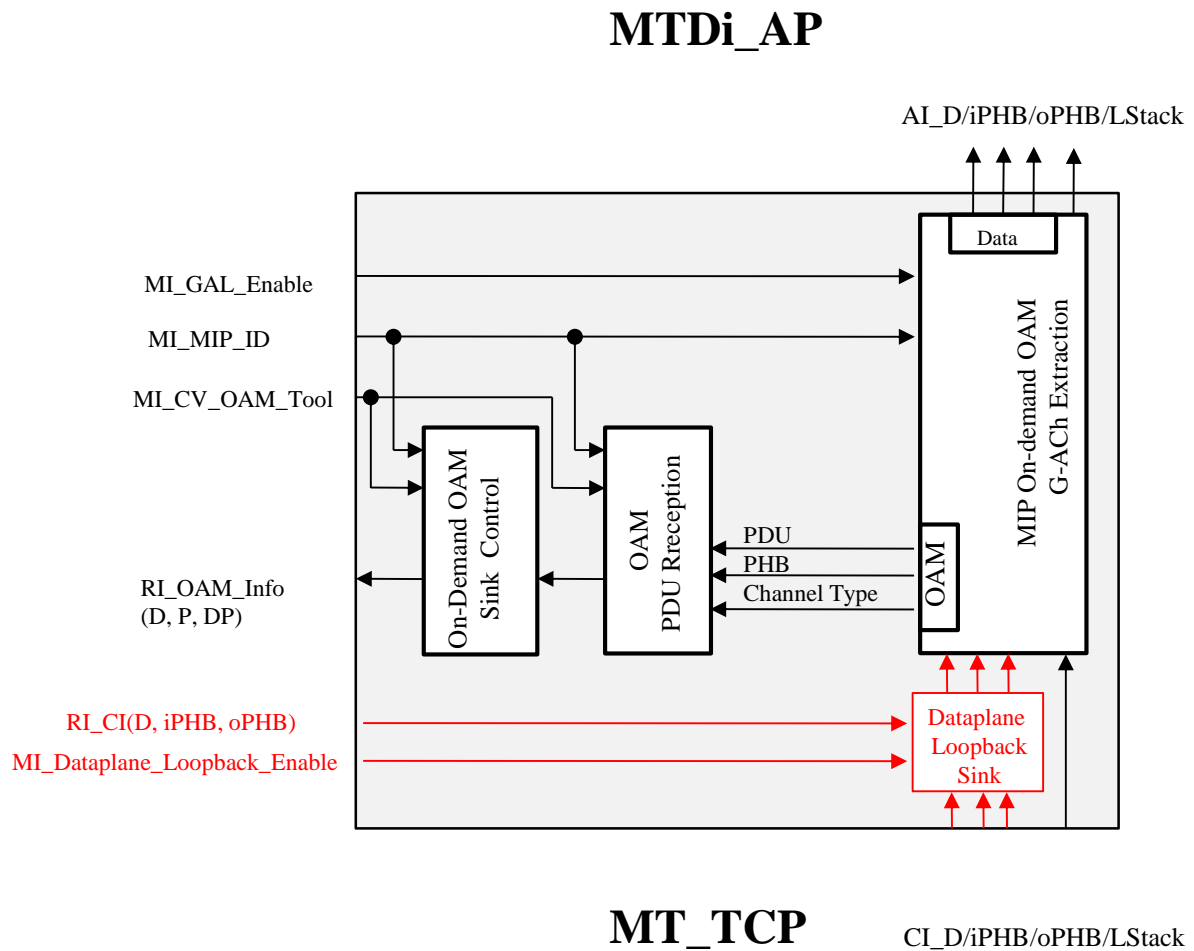 MTDi_AP
AI_D/iPHB/oPHB/LStack
Data
MI_GAL_Enable
MI_MIP_ID
MI_CV_OAM_Tool
On-Demand OAM
Sink Control
OAM
PDU Rreception
MIP On-demand OAM
G-ACh Extraction
PDU
PHB
Channel Type
OAM
RI_OAM_Info
(D, P, DP)
RI_CI(D, iPHB, oPHB)
MI_Dataplane_Loopback_Enable
Dataplane
Loopback
Sink
MT_TCP
CI_D/iPHB/oPHB/LStack